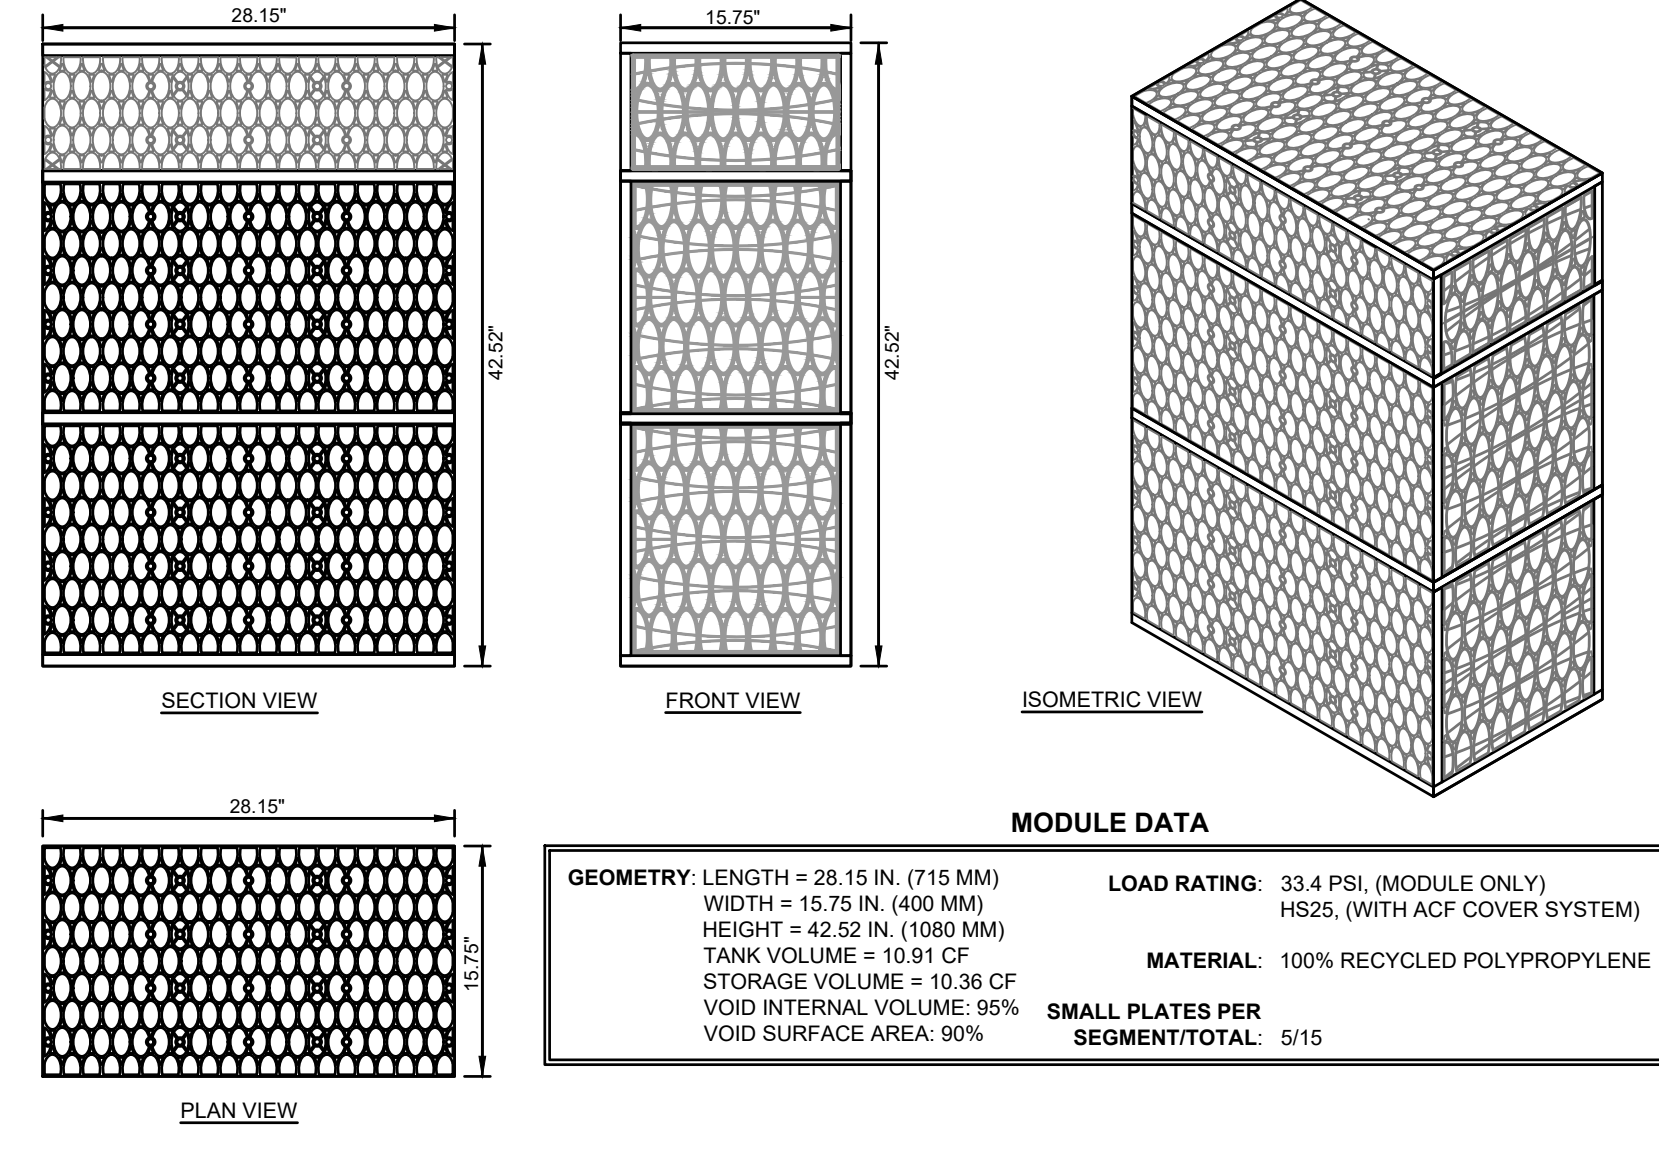 28.15"
15.75"
42.52"
42.52"
SECTION VIEW
FRONT VIEW
ISOMETRIC VIEW
28.15"
15.75"
PLAN VIEW
MODULE DATA
GEOMETRY: LENGTH = 28.15 IN. (715 MM)
WIDTH = 15.75 IN. (400 MM)
HEIGHT = 42.52 IN. (1080 MM)
TANK VOLUME = 10.91 CF
STORAGE VOLUME = 10.36 CF
VOID INTERNAL VOLUME: 95%
VOID SURFACE AREA: 90%
LOAD RATING: 33.4 PSI, (MODULE ONLY)
HS25, (WITH ACF COVER SYSTEM)
MATERIAL: 100% RECYCLED POLYPROPYLENE
SMALL PLATES PER
SEGMENT/TOTAL: 5/15